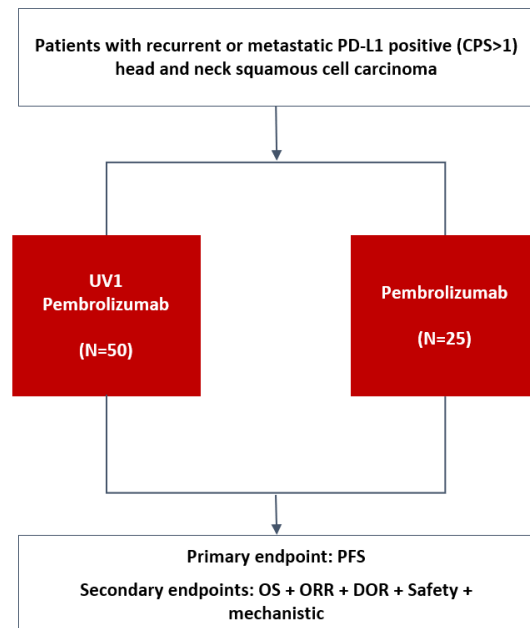 Patients with recurrent or metastatic PD-L1 positive (CPS>1)
head and neck squamous cell carcinoma
UV1
Pembrolizumab
(N=50)
Pembrolizumab
(N=25)
Primary endpoint: PFS
Secondary endpoints: OS + ORR + DOR + Safety +
mechanistic